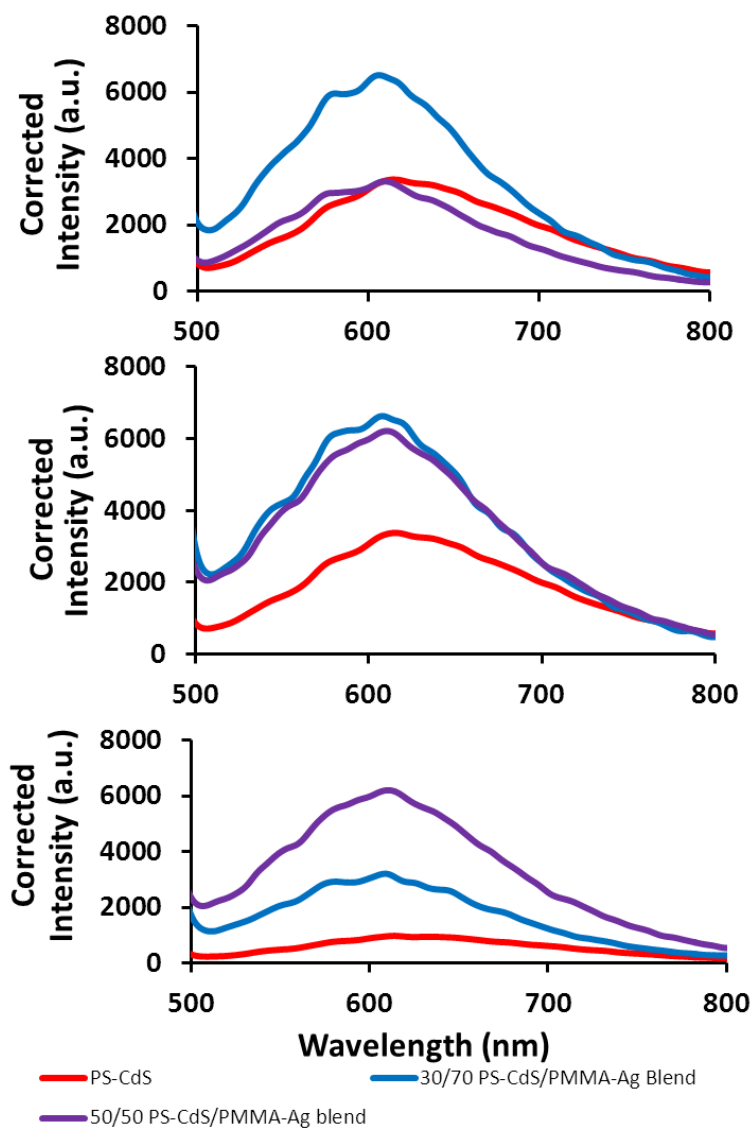 Corrected
Intensity (a.u.)
8000
6000
4000
2000
0
500 600 700 800
Corrected
Intensity (a.u.)
8000
6000
4000
2000
0
500 600 700 800
Corrected
Intensity (a.u.)
8000
6000
4000
2000
0
500 600 700 800
Wavelength (nm)
PS-CdS 30/70 PS-CdS/PMMA-Ag Blend
50/50 PS-CdS/PMMA-Ag blend